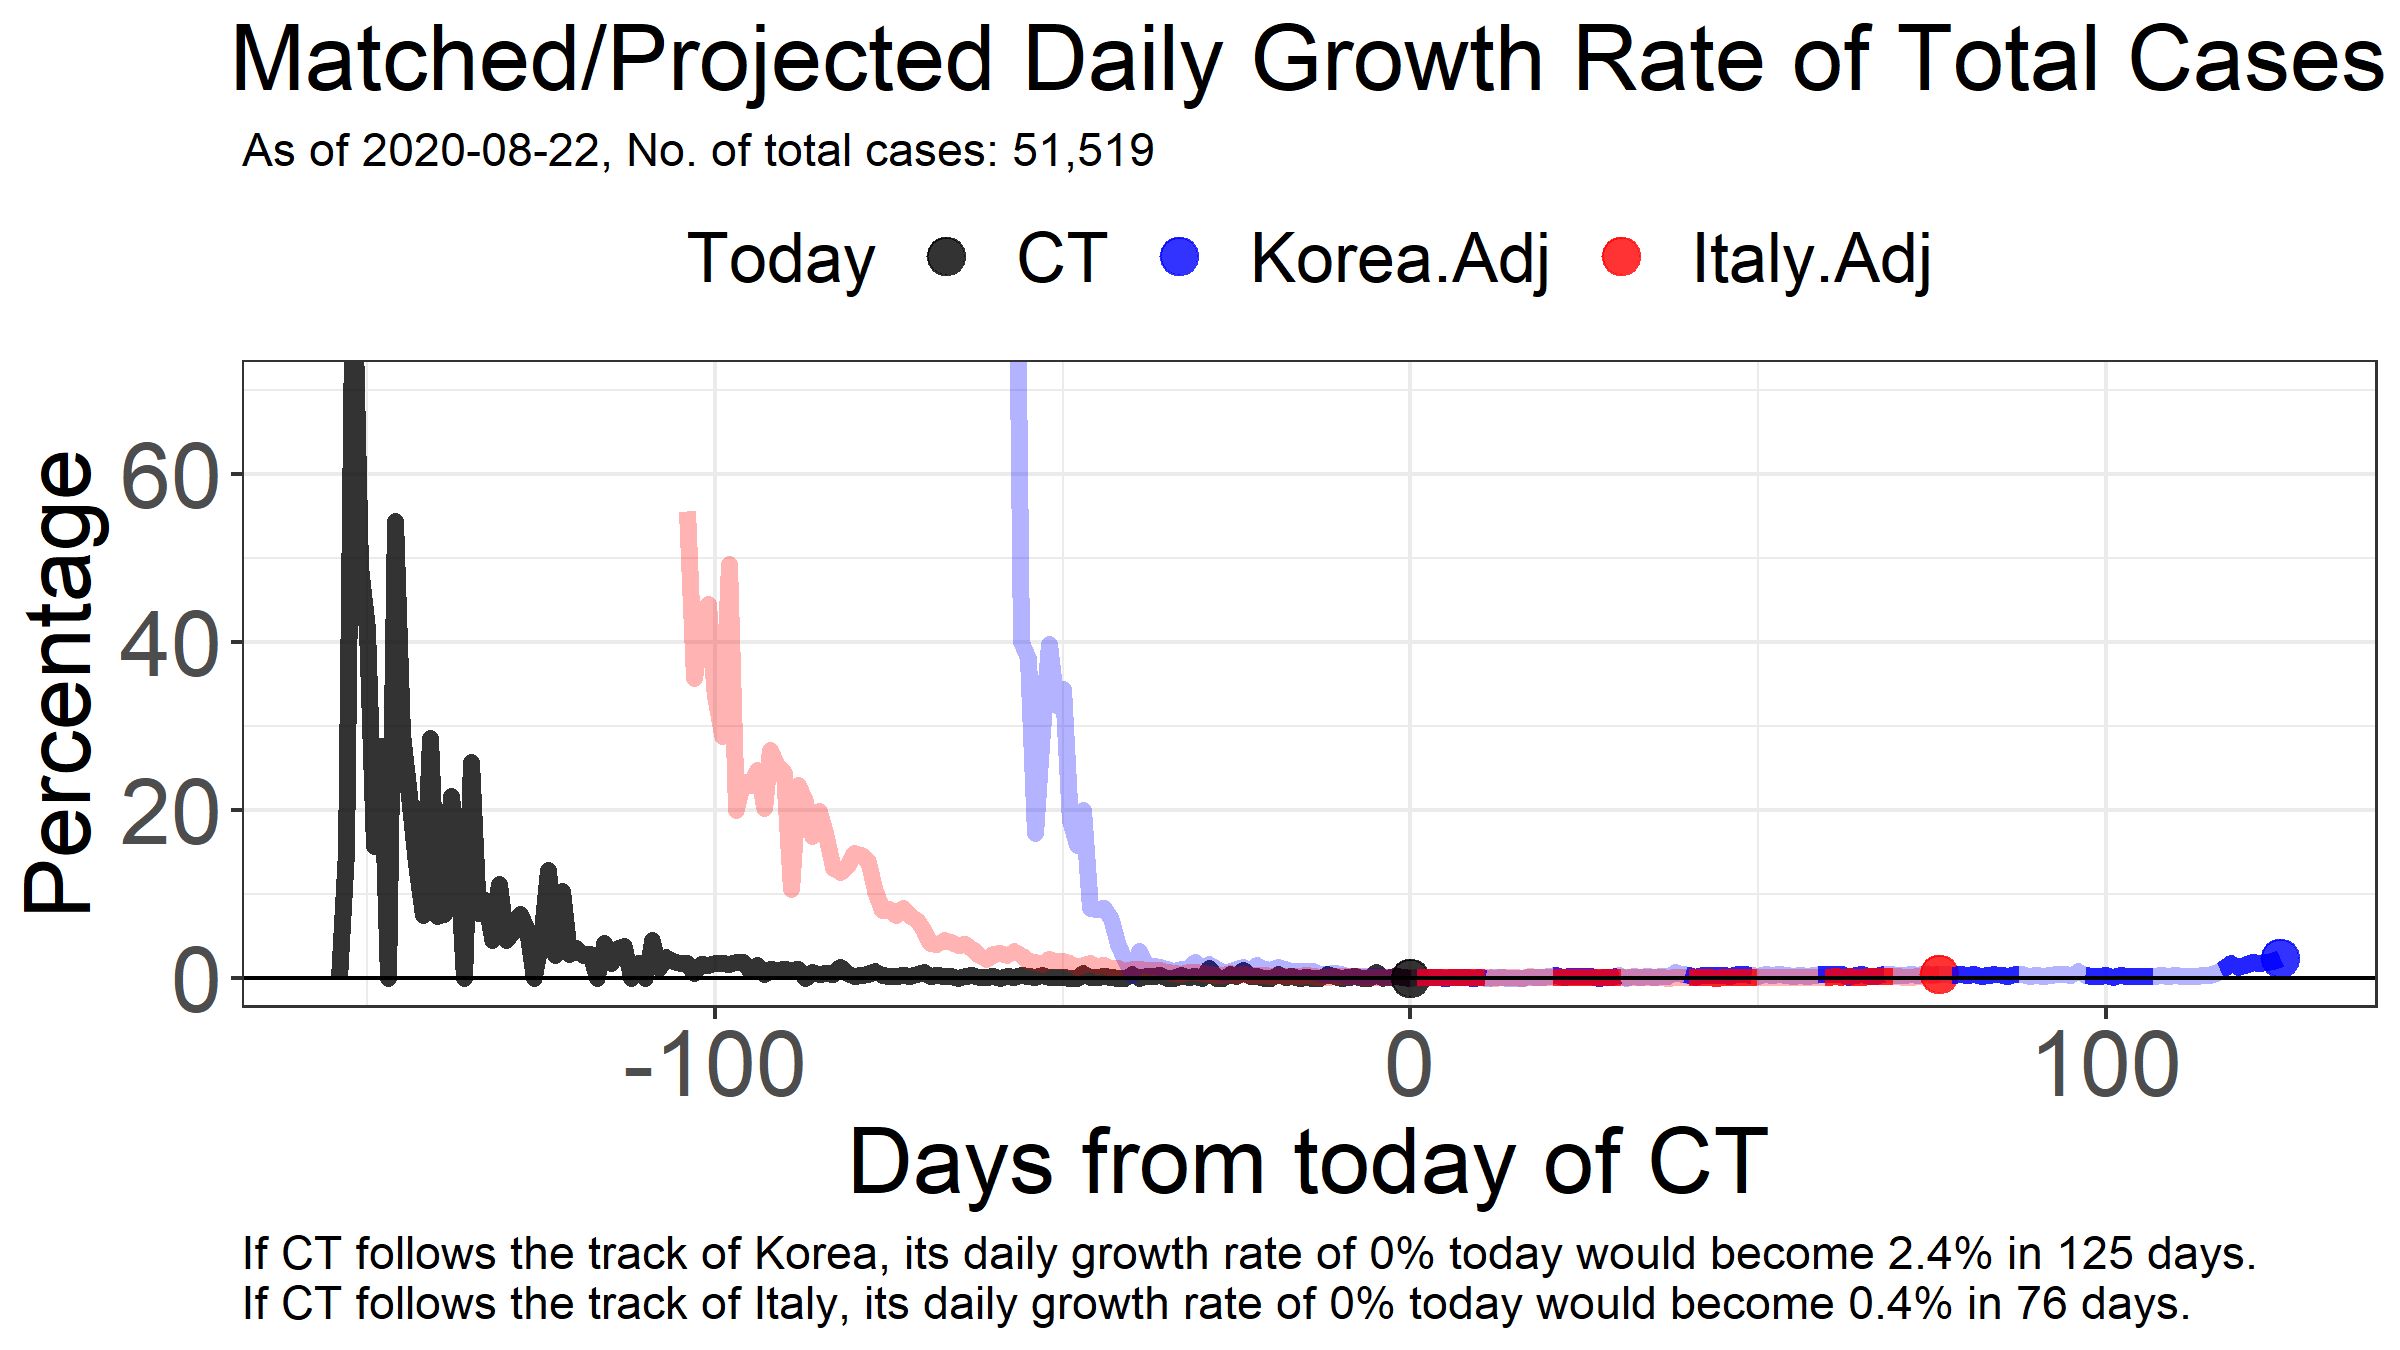 Matched/Projected Daily Growth Rate of Total Cases
As of 2020-08-22, No. of total cases: 51,519
Today CT Korea.Adj Italy.Adj
Percentage
60
40
20
0
-100 0 100
Days from today of CT
If CT follows the track of Korea, its daily growth rate of 0% today would become 2.4% in 125 days.
If CT follows the track of Italy, its daily growth rate of 0% today would become 0.4% in 76 days.